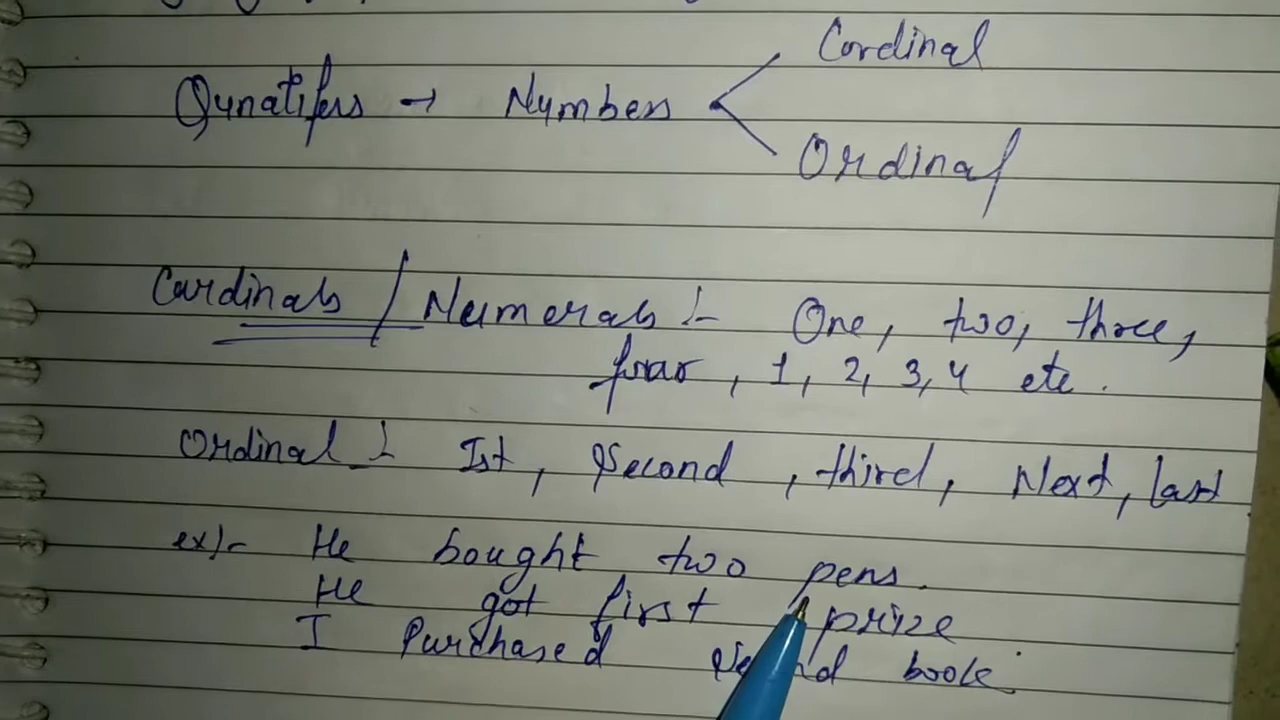 Cordinal
Qunatifers → Numbers
Ordinal
Cardinals / Numerals :- One, two, three,
four, 1, 2, 3, 4 etc.
Ordinal :- Ist, Second, third, Next, last
ex):- He bought two pens.
He got first prize
I Purchased book.